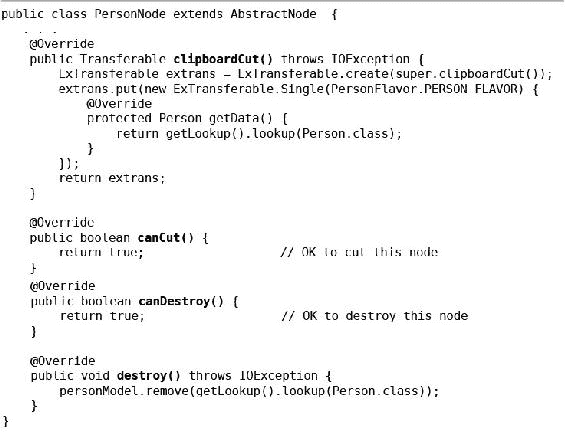 public class PersonNode extends AbstractNode {
. . .
@Override
public Transferable clipboardCut() throws IOException {
ExTransferable extrans = ExTransferable.create(super.clipboardCut());
extrans.put(new ExTransferable.Single(PersonFlavor.PERSON_FLAVOR) {
@Override
protected Person getData() {
return getLookup().lookup(Person.class);
}
});
return extrans;
}
@Override
public boolean canCut() {
return true; // OK to cut this node
}
@Override
public boolean canDestroy() {
return true; // OK to destroy this node
}
@Override
public void destroy() throws IOException {
personModel.remove(getLookup().lookup(Person.class));
}
}